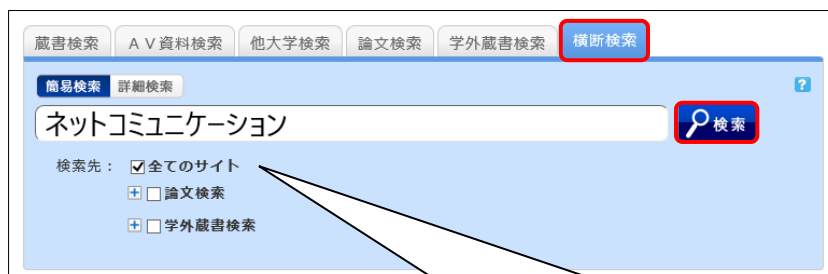 蔵書検索 ＡＶ資料検索 他大学検索 論文検索 学外蔵書検索 横断検索
簡易検索 詳細検索 ?
ネットコミュニケーション 検索
検索先： 全てのサイト
論文検索
学外蔵書検索